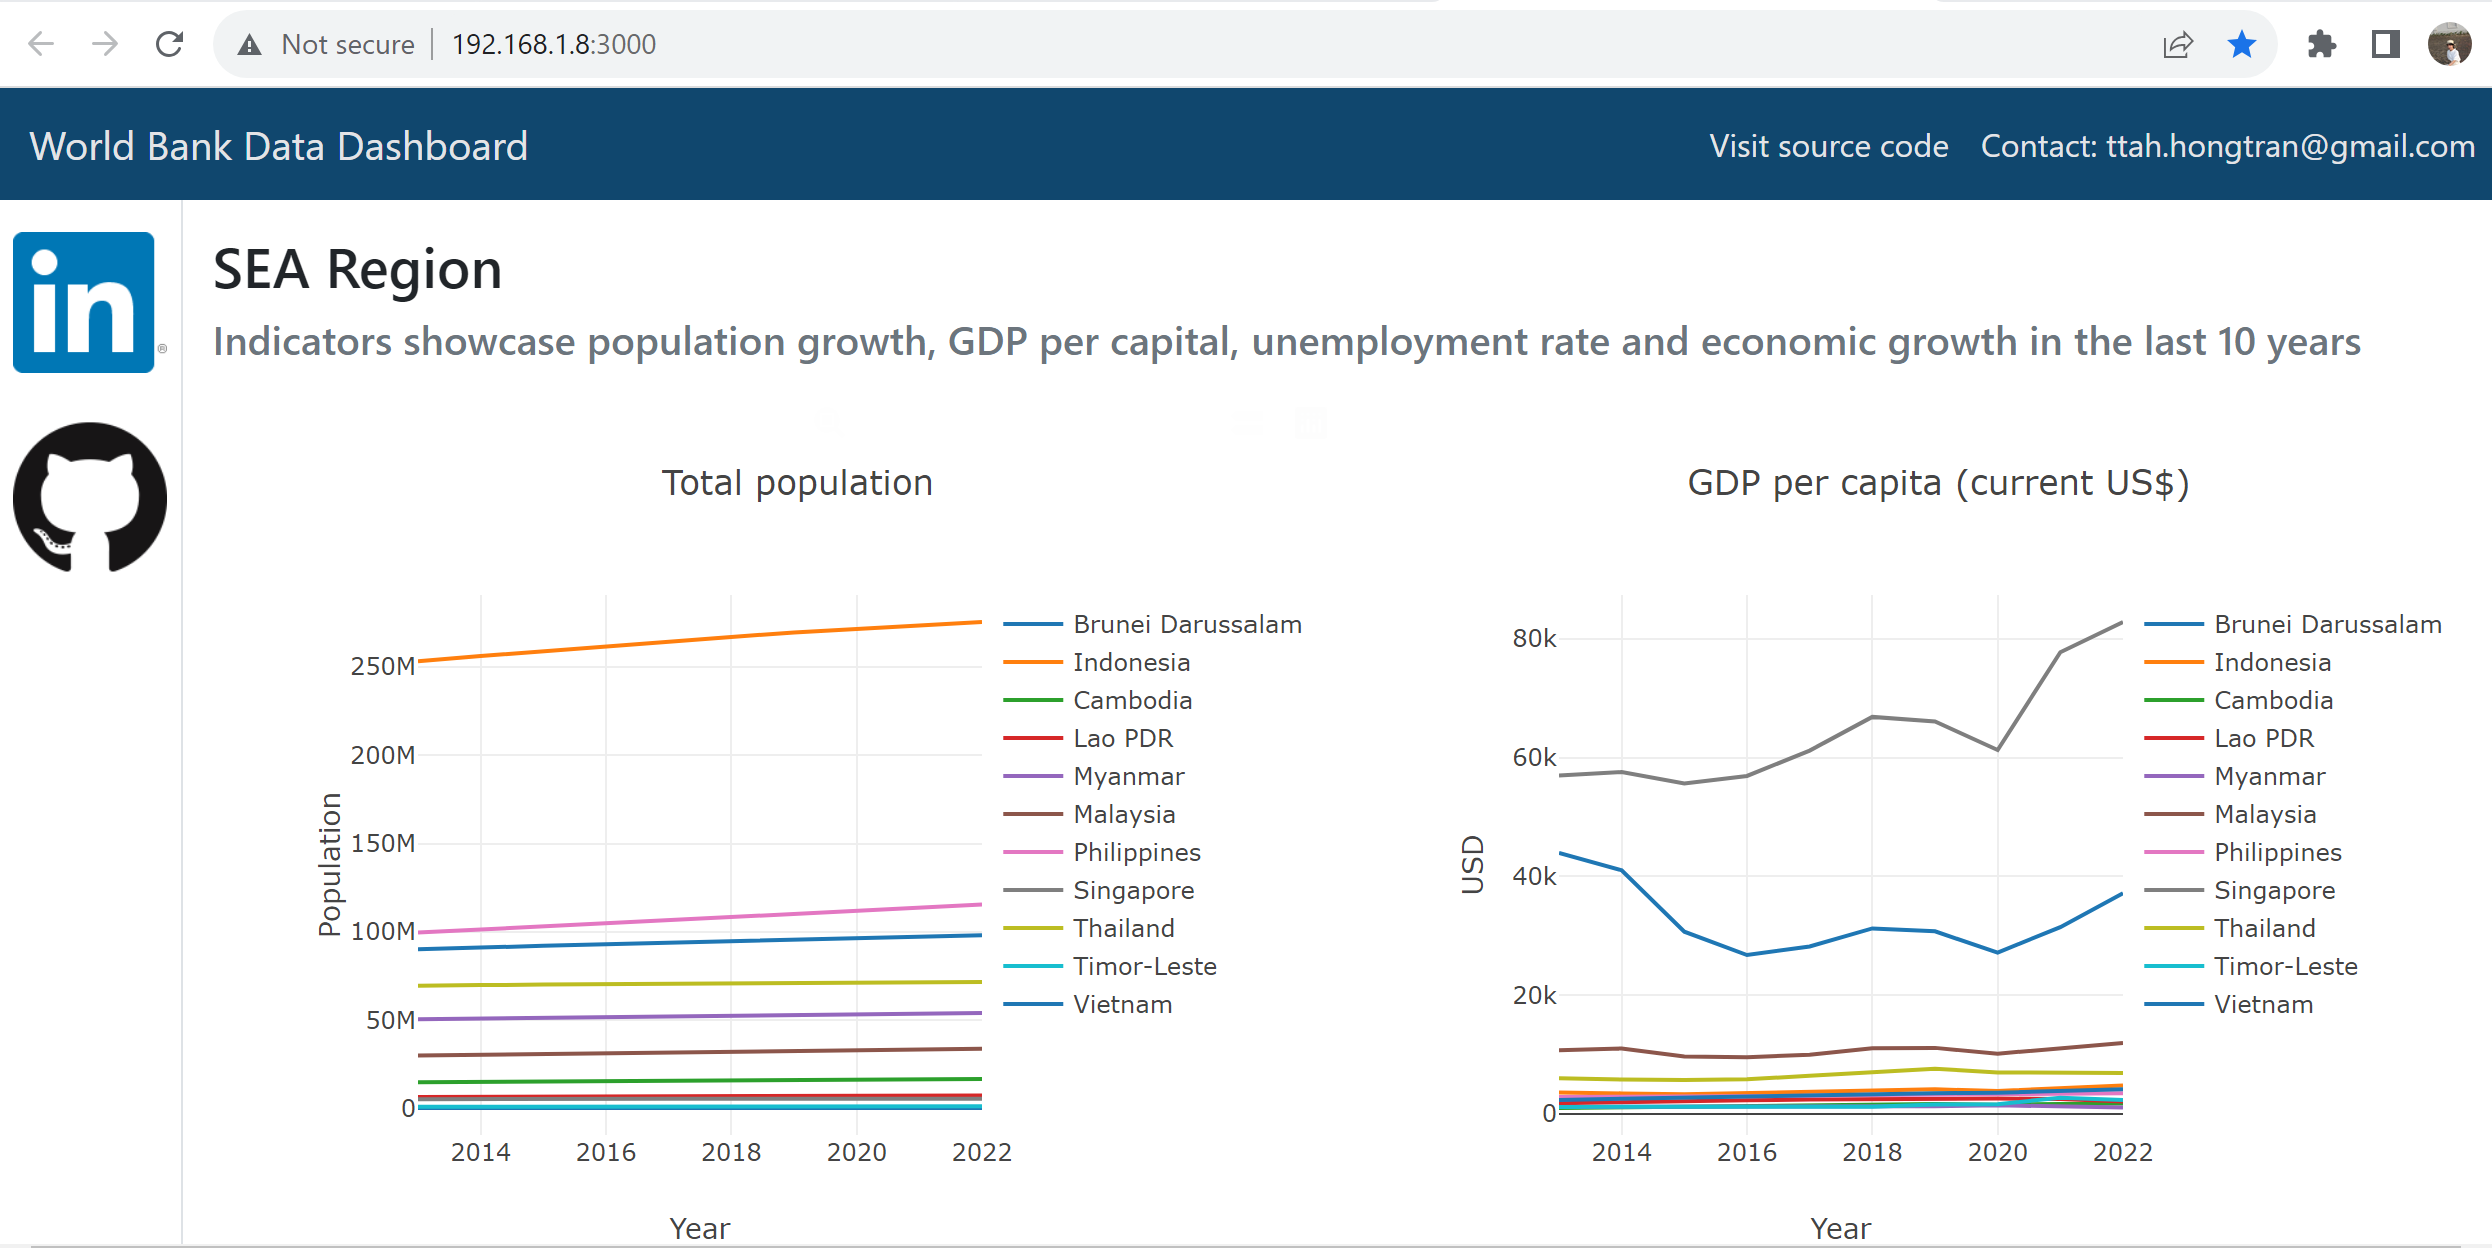 Not secure 192.168.1.8:3000
World Bank Data Dashboard
Visit source code
Contact: ttah.hongtran@gmail.com
in
®
SEA Region
Indicators showcase population growth, GDP per capital, unemployment rate and economic growth in the last 10 years
Total population
Population
250M
200M
150M
100M
50M
0
2014 2016 2018 2020 2022
Year
Brunei Darussalam
Indonesia
Cambodia
Lao PDR
Myanmar
Malaysia
Philippines
Singapore
Thailand
Timor-Leste
Vietnam
GDP per capita (current US$)
USD
80k
60k
40k
20k
0
2014 2016 2018 2020 2022
Year
Brunei Darussalam
Indonesia
Cambodia
Lao PDR
Myanmar
Malaysia
Philippines
Singapore
Thailand
Timor-Leste
Vietnam